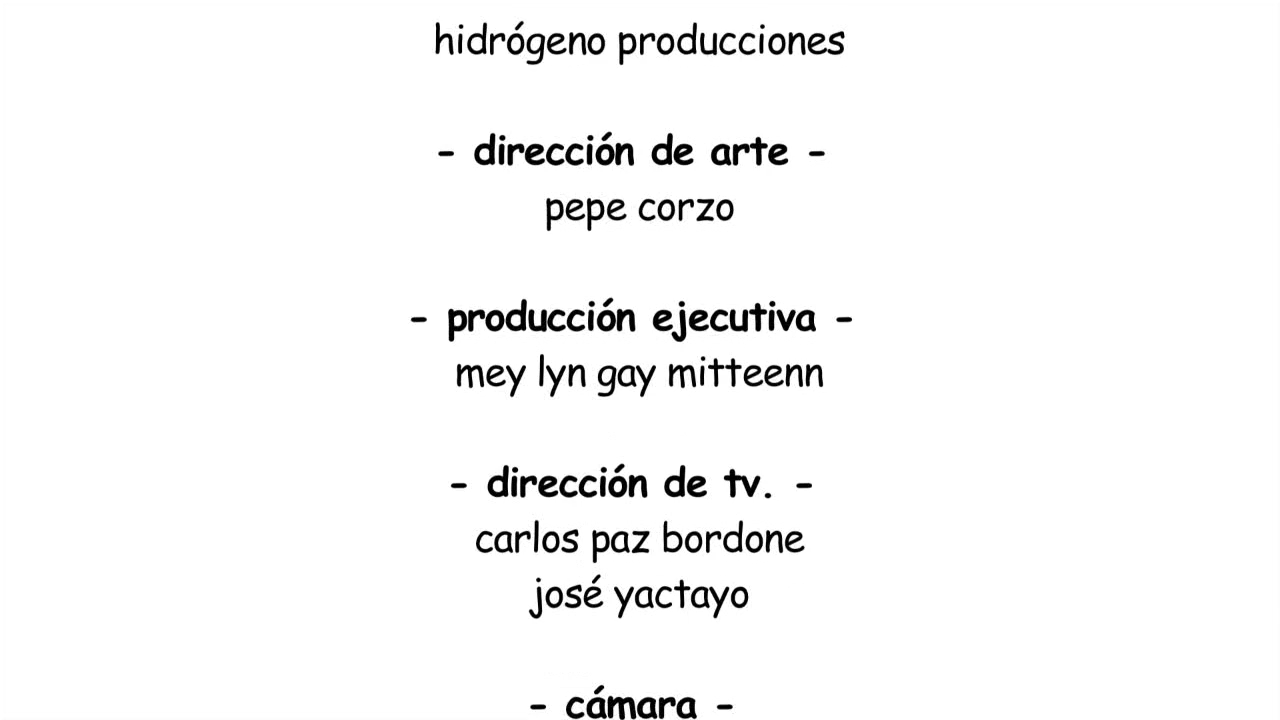 hidrógeno producciones
- dirección de arte -
pepe corzo
- producción ejecutiva -
mey lyn gay mitteenn
- dirección de tv. -
carlos paz bordone
josé yactayo
- cámara -